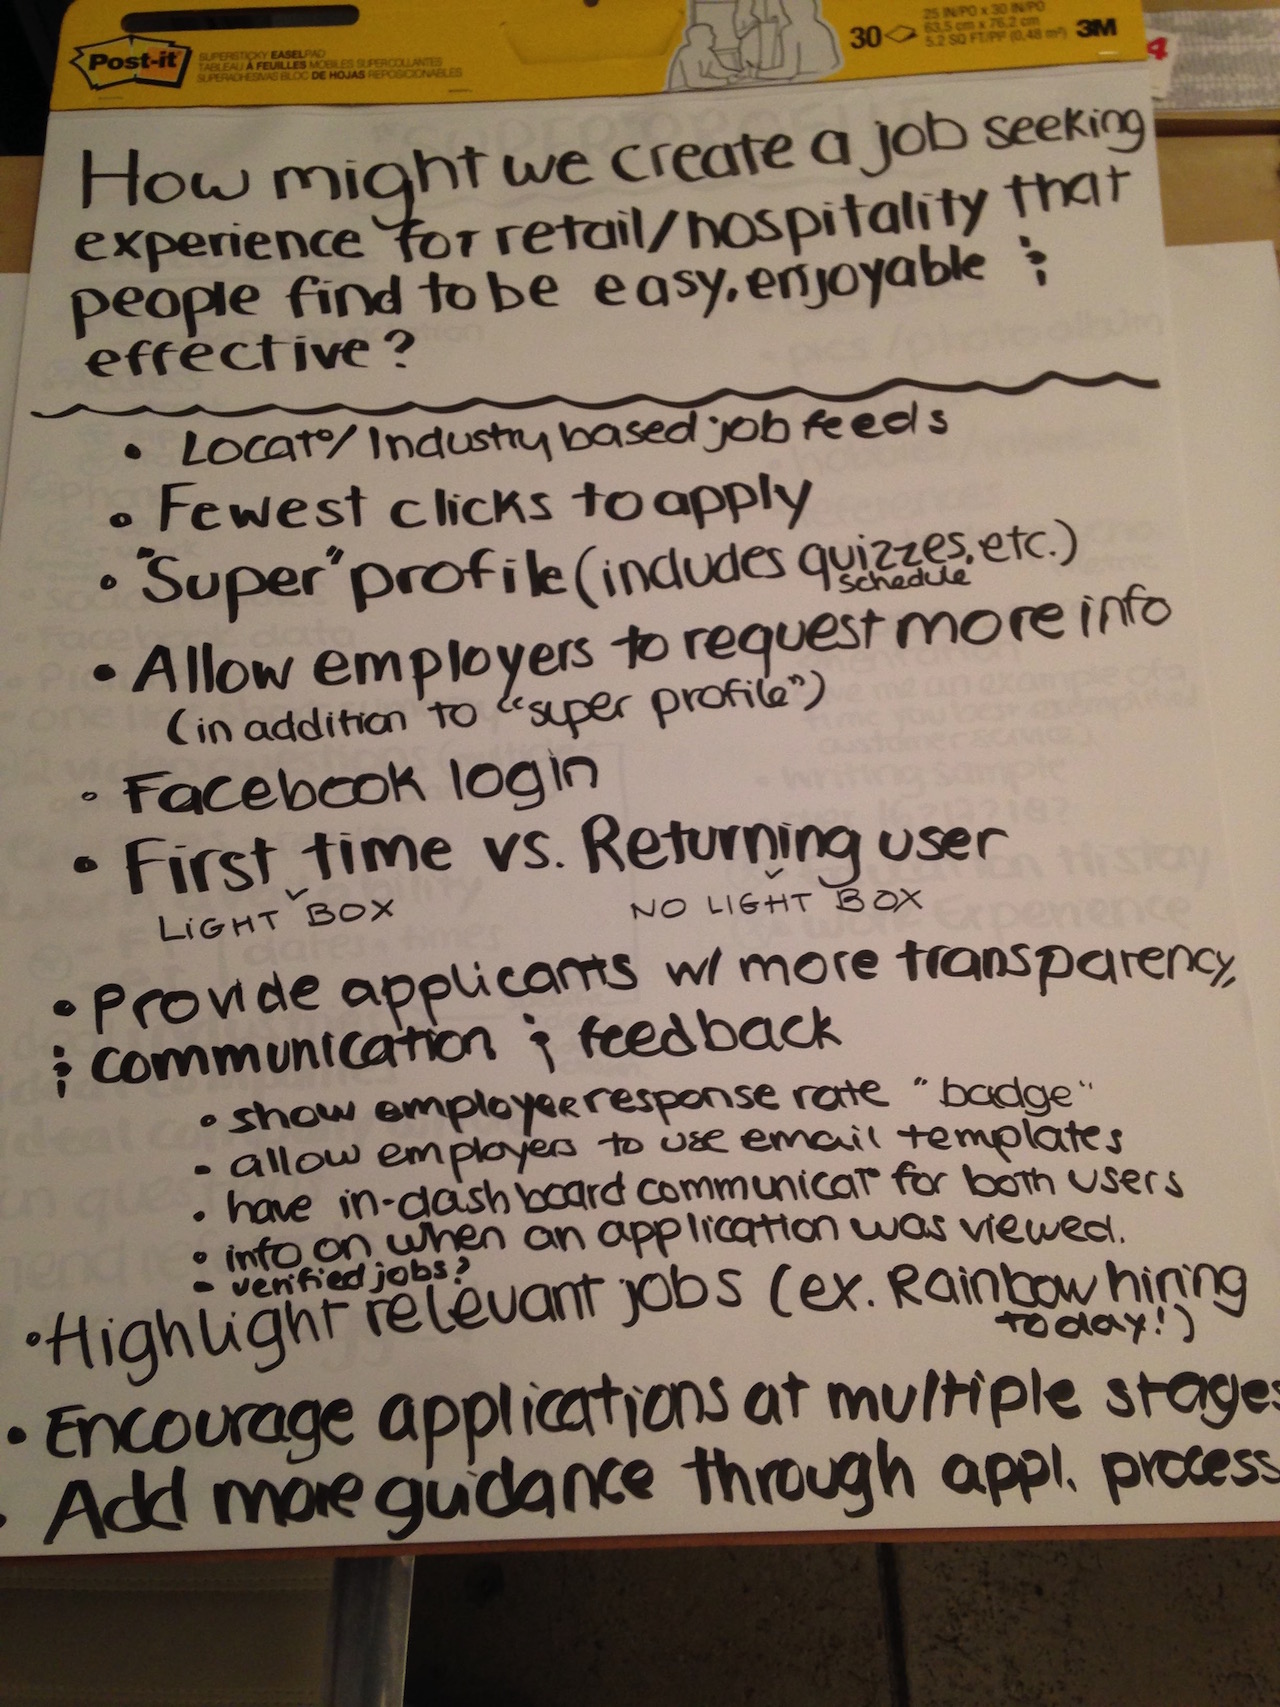 Post-it
SUPERSTICKY EASEL PAD
TABLEAU À FEUILLES MOBILES SUPER COLLANTES
SUPERADHESIVAS BLOC DE HOJAS REPOSICIONABLES
30
25 IN/PO x 30 IN/PO
63,5 cm x 76,2 cm
5.2 SQ FT/PP (0,48 m²)
3M
How might we create a job seeking
experience for retail/hospitality that
people find to be easy, enjoyable &
effective?
• Locat°/Industry based job feeds
• Fewest clicks to apply
• "Super" profile (includes quizzes, etc.)
schedule
• Allow employers to request more info
(in addition to "super profile")
• Facebook login
• First time vs. Returning user
LIGHT BOX NO LIGHT BOX
• Provide applicants w/ more transparency,
& communication & feedback
• show employer response rate "badge"
• allow employers to use email templates
• have in-dashboard communicat° for both users
• info on when an application was viewed.
• verified jobs?
• Highlight relevant jobs (ex. Rainbow hiring
today!)
• Encourage applications at multiple stages
• Add more guidance through appl. process